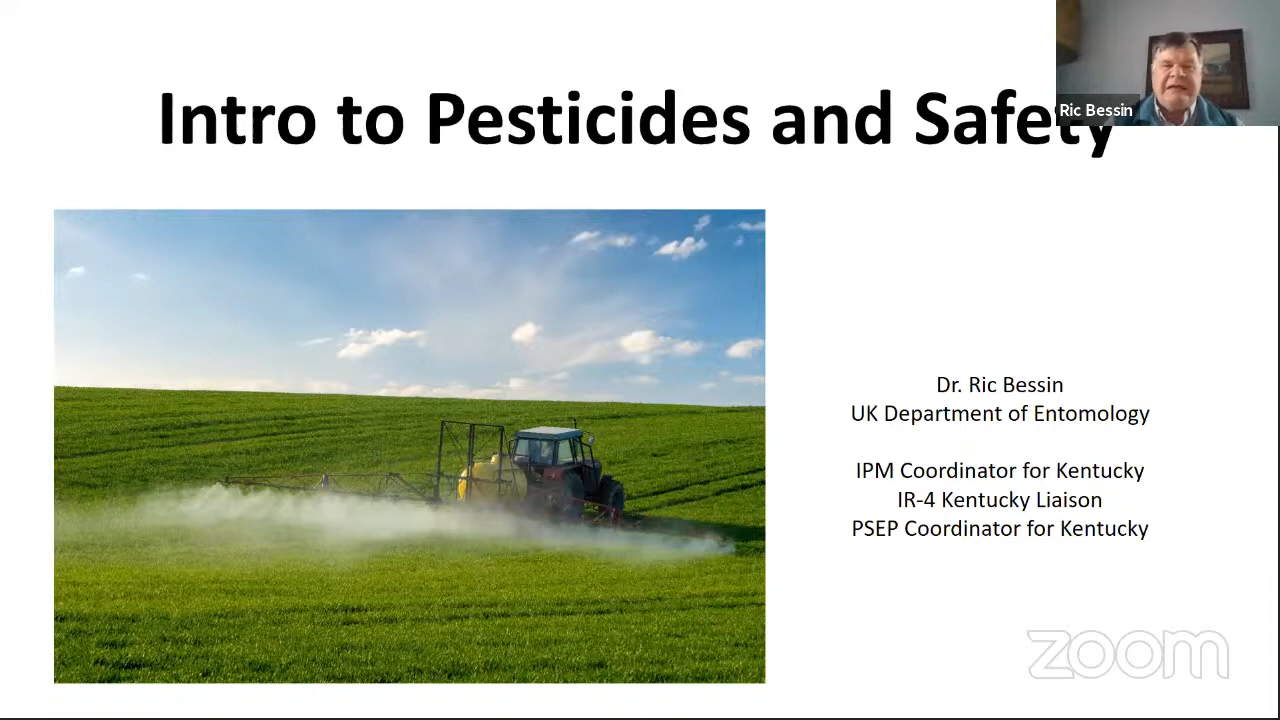 Intro to Pesticides and Safety
Ric Bessin
Dr. Ric Bessin
UK Department of Entomology
IPM Coordinator for Kentucky
IR-4 Kentucky Liaison
PSEP Coordinator for Kentucky
zoom